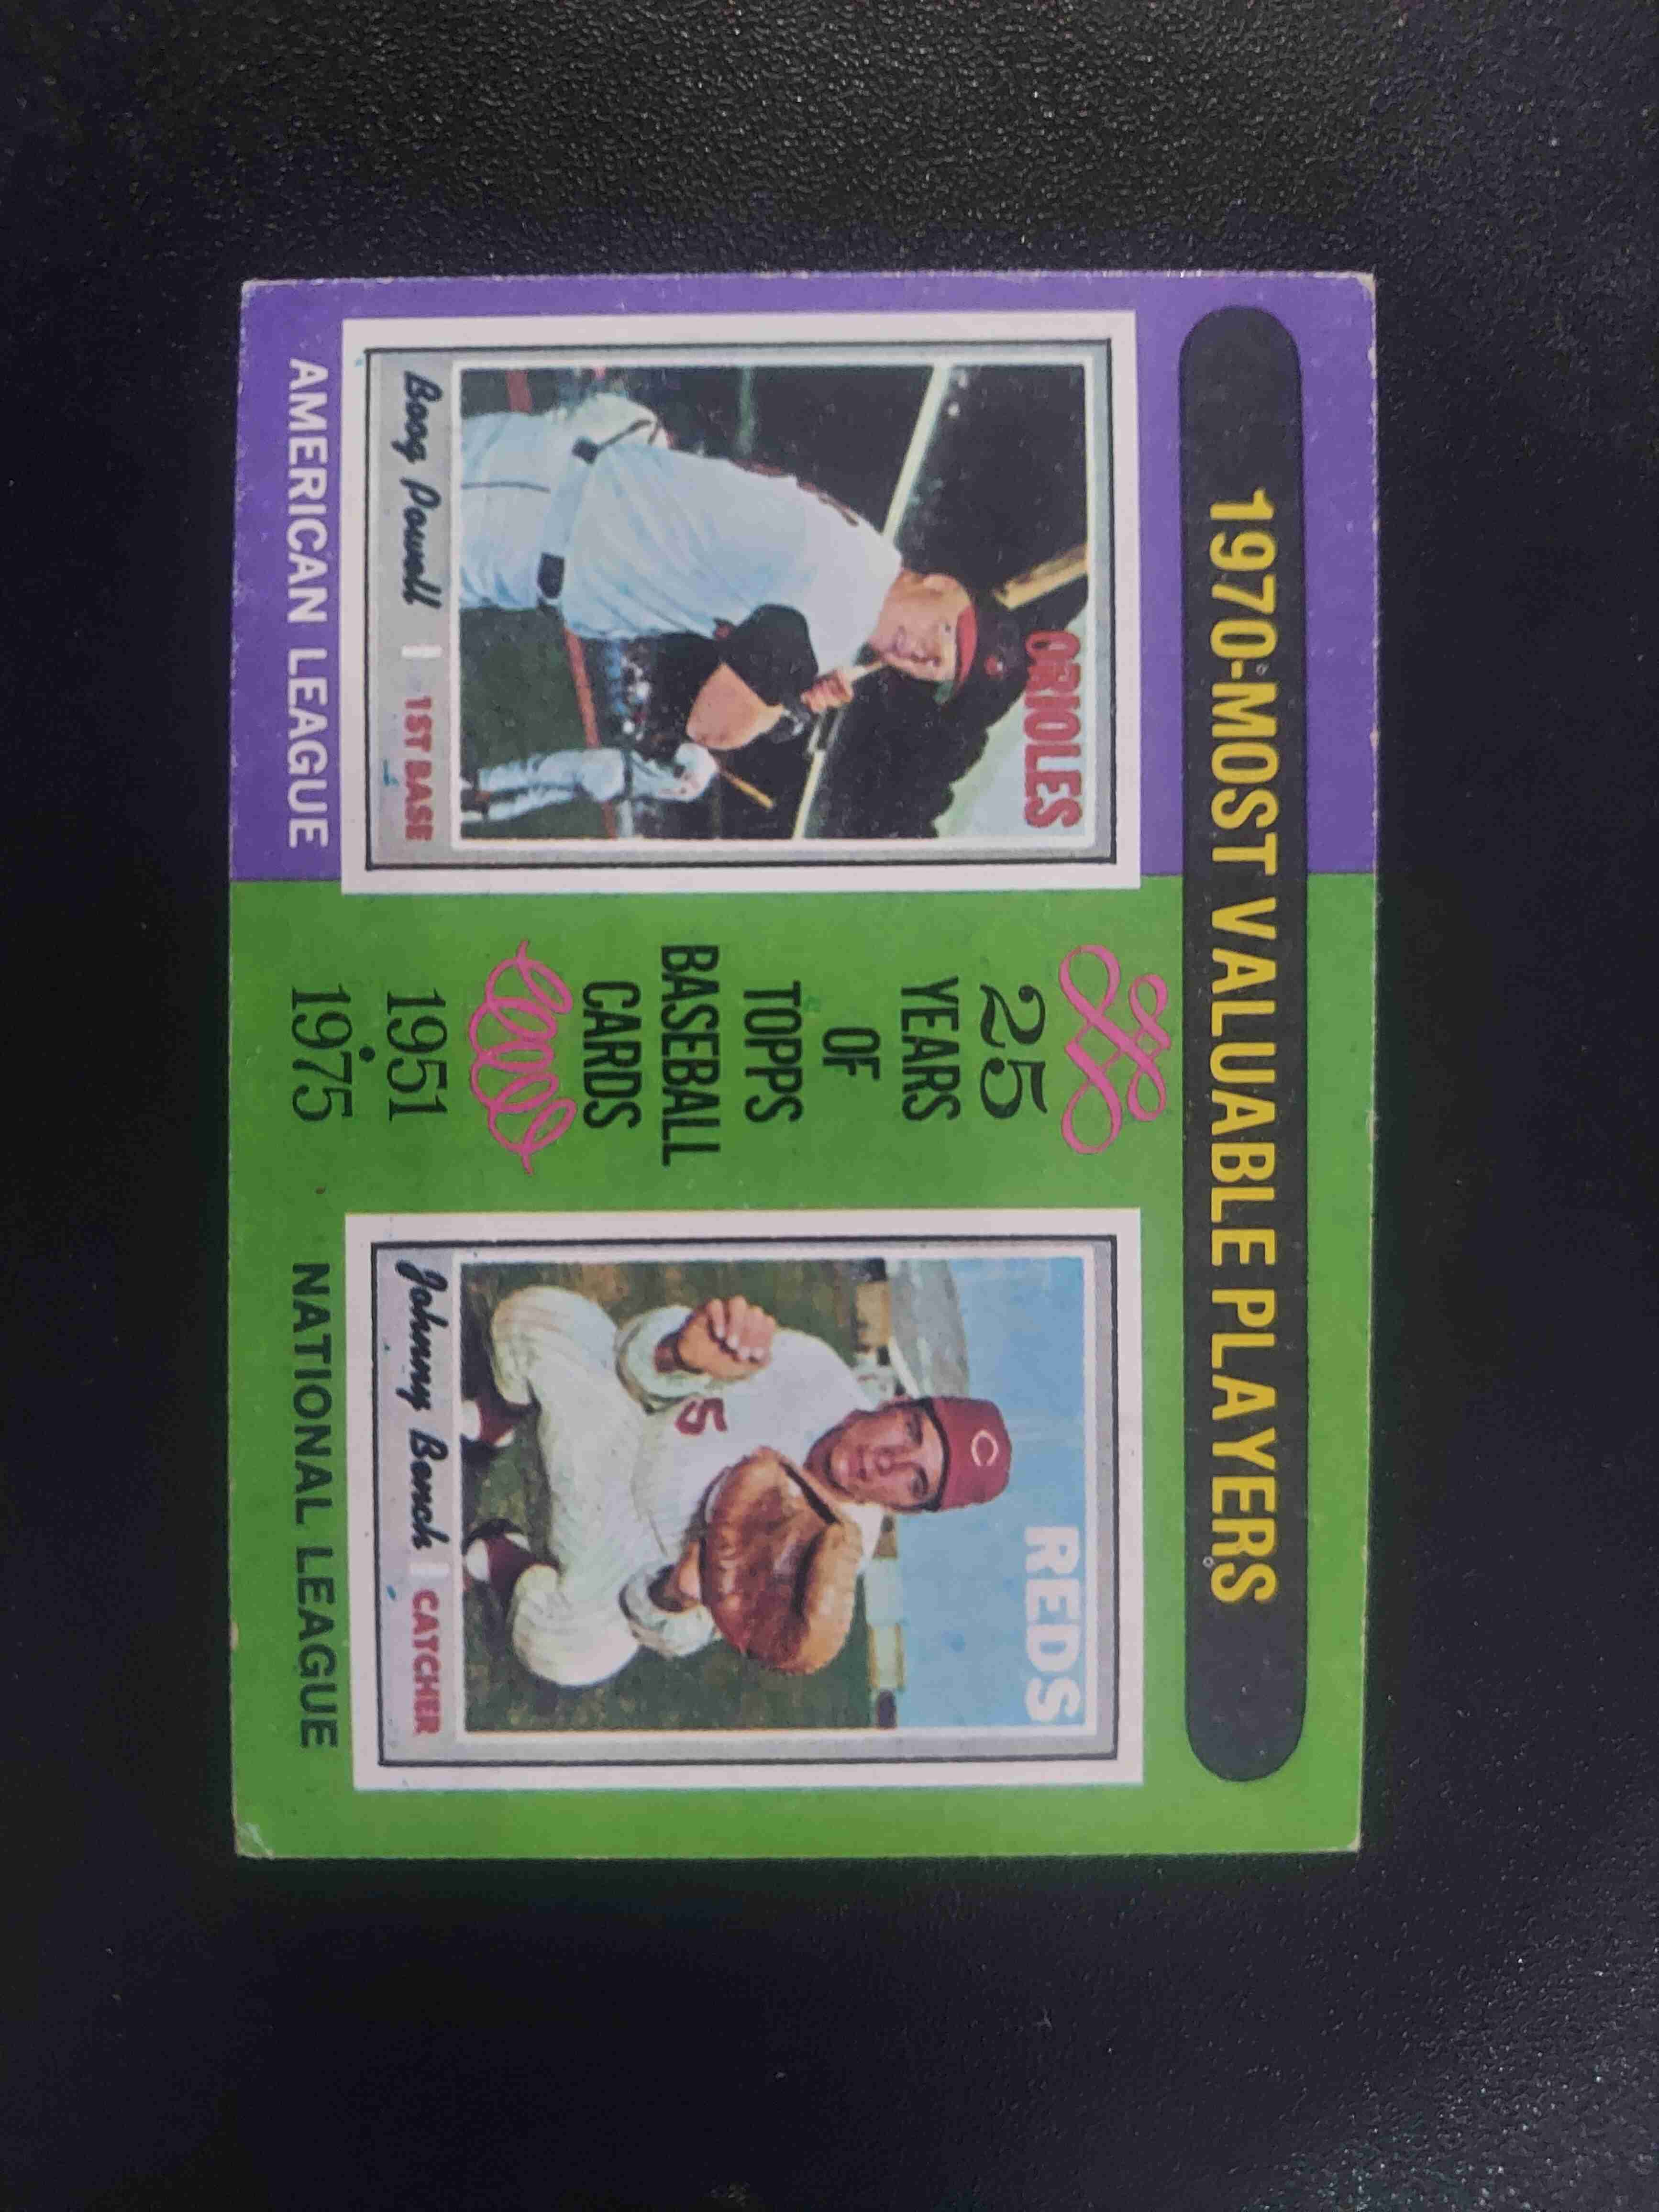 1970-MOST VALUABLE PLAYERS
ORIOLES
Boog Powell | 1ST BASE
AMERICAN LEAGUE
25
YEARS
OF
TOPPS
BASEBALL
CARDS
1951
•
1975
REDS
C
5
Johnny Bench | CATCHER
NATIONAL LEAGUE